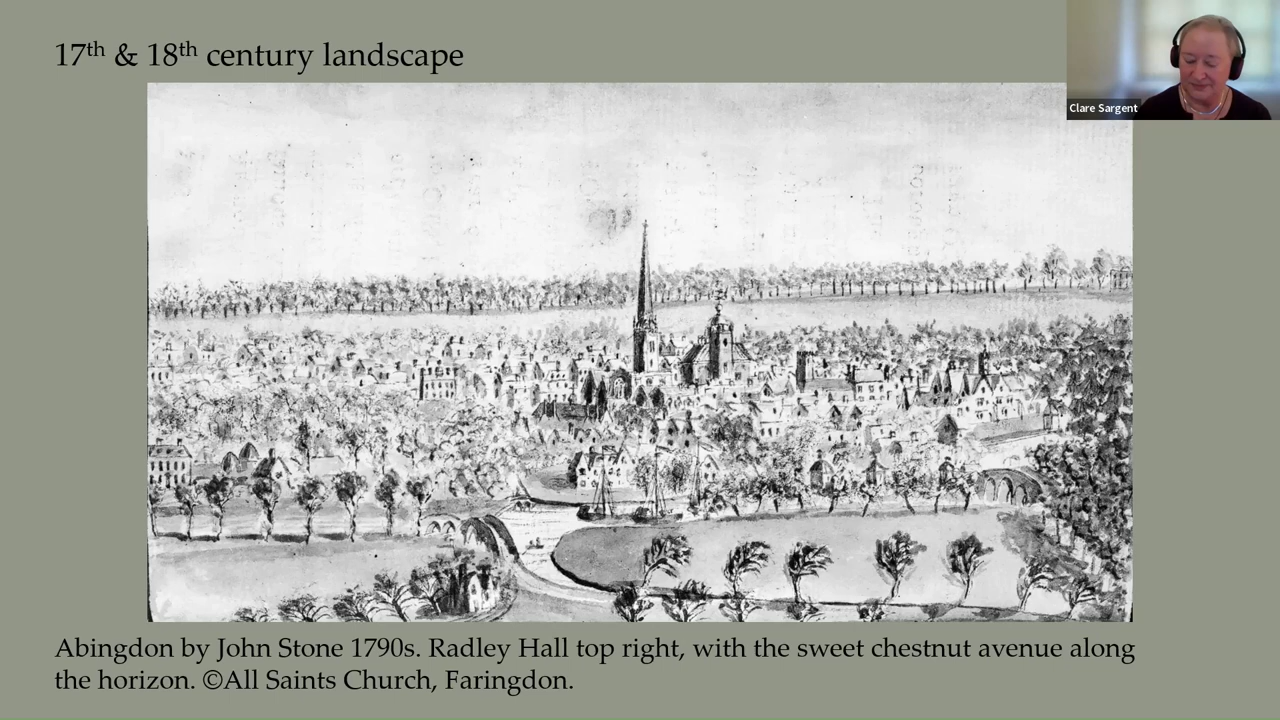 17th & 18th century landscape
Clare Sargent
Abingdon by John Stone 1790s. Radley Hall top right, with the sweet chestnut avenue along
the horizon. ©All Saints Church, Faringdon.